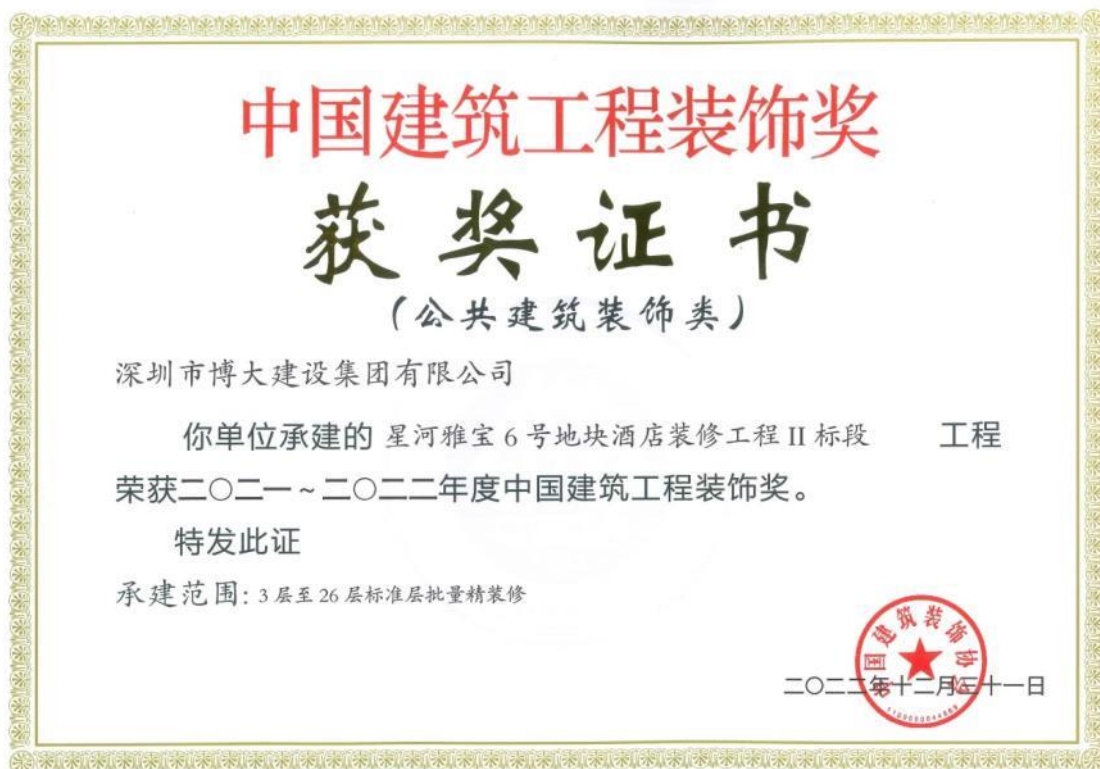 中国建筑工程装饰奖
获奖证书
(公共建筑装饰类)
深圳市博大建设集团有限公司
你单位承建的 星河雅宝 6 号地块酒店装修工程 II 标段 工程
荣获二〇二一~二〇二二年度中国建筑工程装饰奖。
特发此证
承建范围: 3 层至 26 层标准层批量精装修
中国建筑装饰协会
二〇二二年十二月三十一日